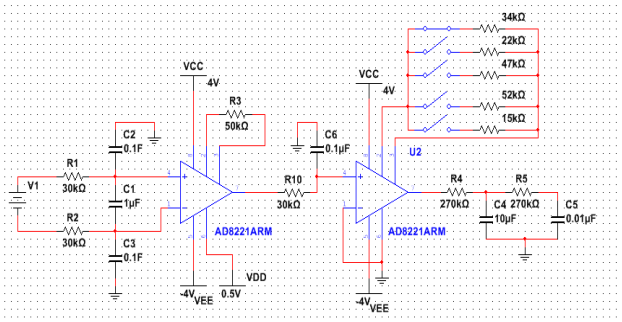 34kΩ
22kΩ
47kΩ
52kΩ
15kΩ
VCC
4V
VCC
4V
R3
50kΩ
C2
0.1F
C6
0.1µF
U2
R1
30kΩ
V1
C1
1µF
R10
30kΩ
R4
270kΩ
R5
270kΩ
R2
30kΩ
C4
10µF
C5
0.01µF
AD8221ARM
AD8221ARM
C3
0.1F
VDD
0.5V
-4V
VEE
-4V
VEE